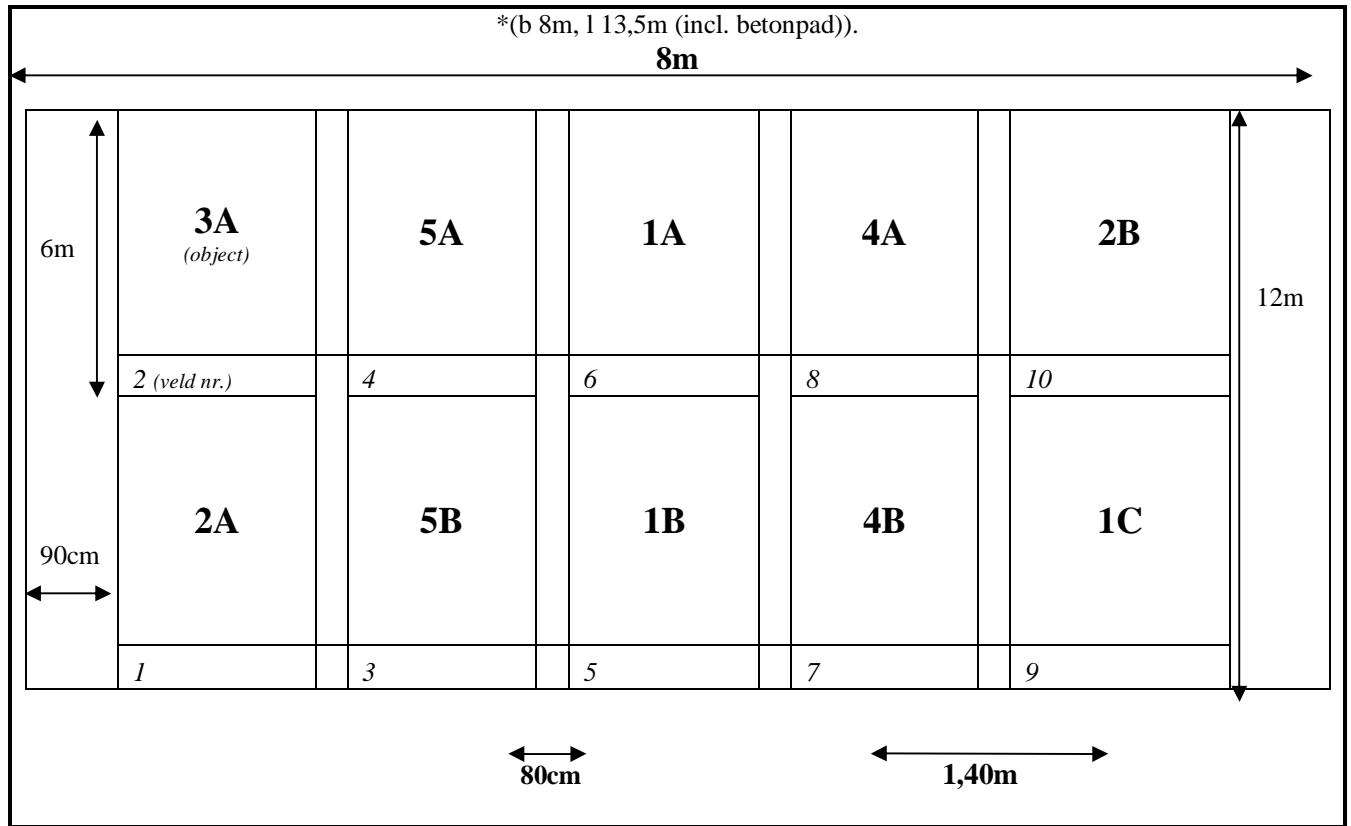 *(b 8m, l 13,5m (incl. betonpad)).
8m
3A 5A 1A 4A 2B
(object)
6m
12m
2 (veld nr.) 4 6 8 10
2A 5B 1B 4B 1C
90cm
1 3 5 7 9
80cm 1,40m